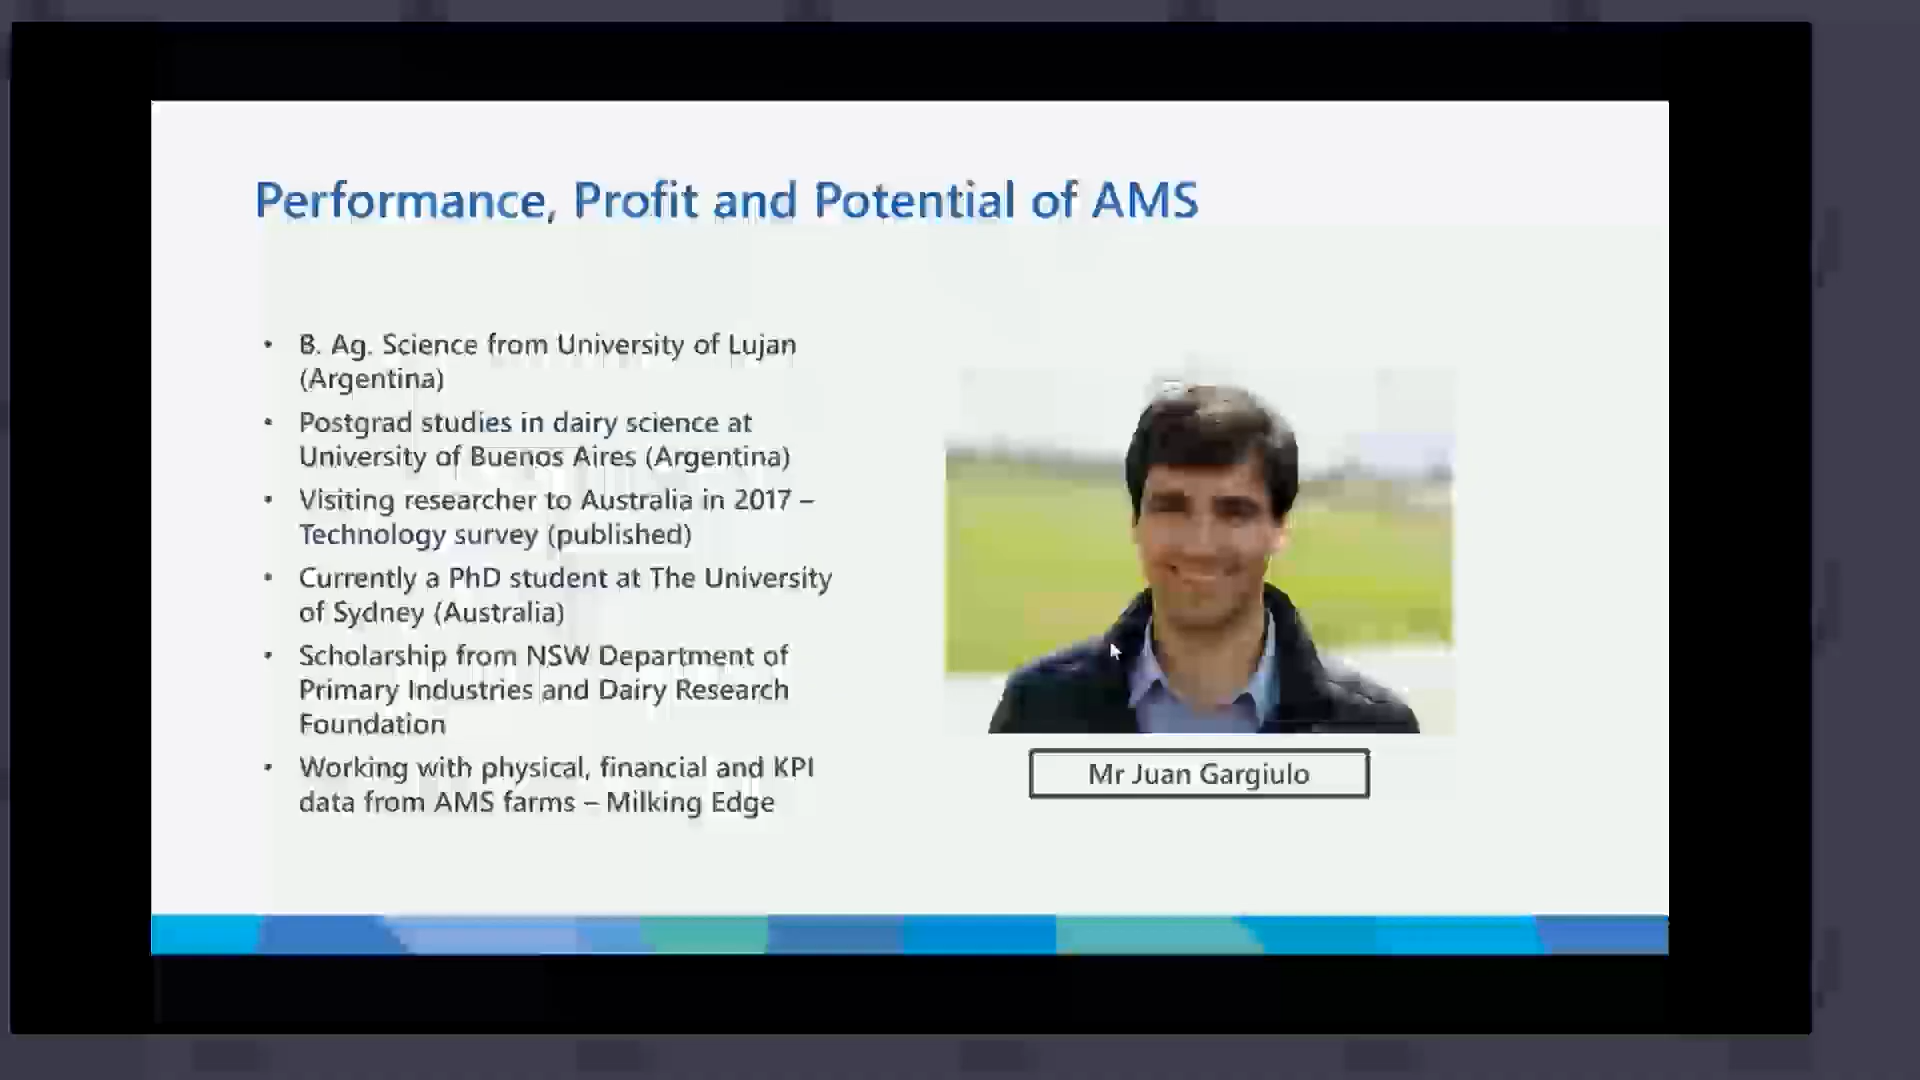 Performance, Profit and Potential of AMS
• B. Ag. Science from University of Lujan
(Argentina)
• Postgrad studies in dairy science at
University of Buenos Aires (Argentina)
• Visiting researcher to Australia in 2017 –
Technology survey (published)
• Currently a PhD student at The University
of Sydney (Australia)
• Scholarship from NSW Department of
Primary Industries and Dairy Research
Foundation
• Working with physical, financial and KPI
data from AMS farms – Milking Edge
Mr Juan Gargiulo